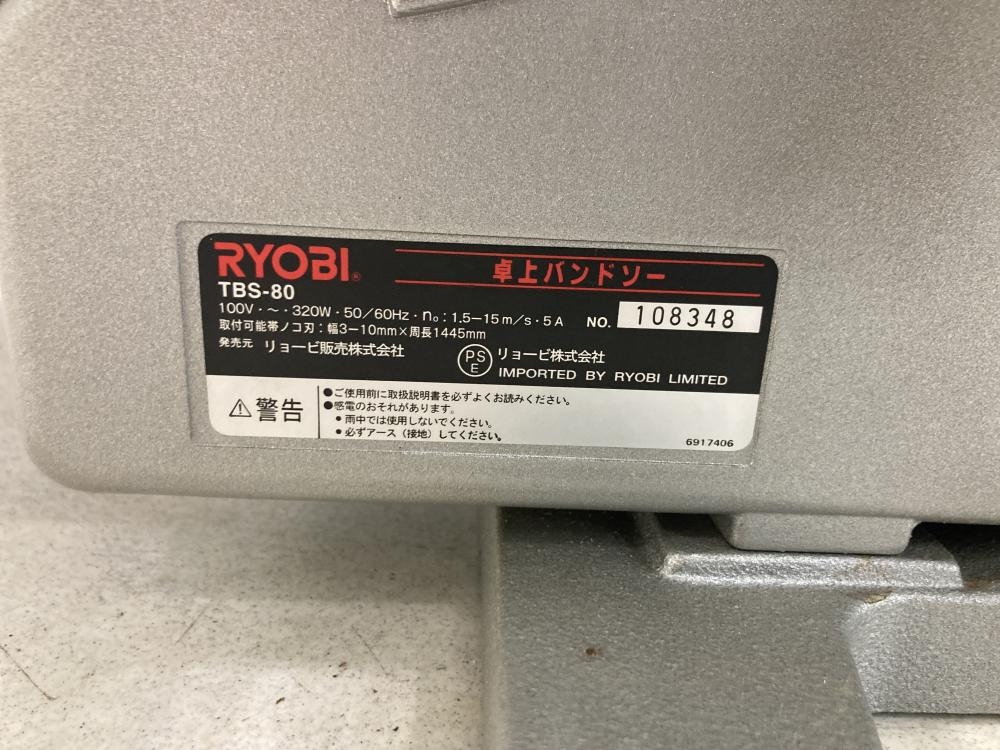 RYOBI®
卓上バンドソー
TBS-80
100V・〜・320W・50/60Hz・n₀：1.5−15m/s・5A
NO. 108348
取付可能帯ノコ刃：幅3−10mm×周長1445mm
発売元 リョービ販売株式会社
PS
E
リョービ株式会社
IMPORTED BY RYOBI LIMITED
⚠警告
●ご使用前に取扱説明書を必ずよくお読みください。
●感電のおそれがあります。
・雨中では使用しないでください。
・必ずアース（接地）してください。
6917406